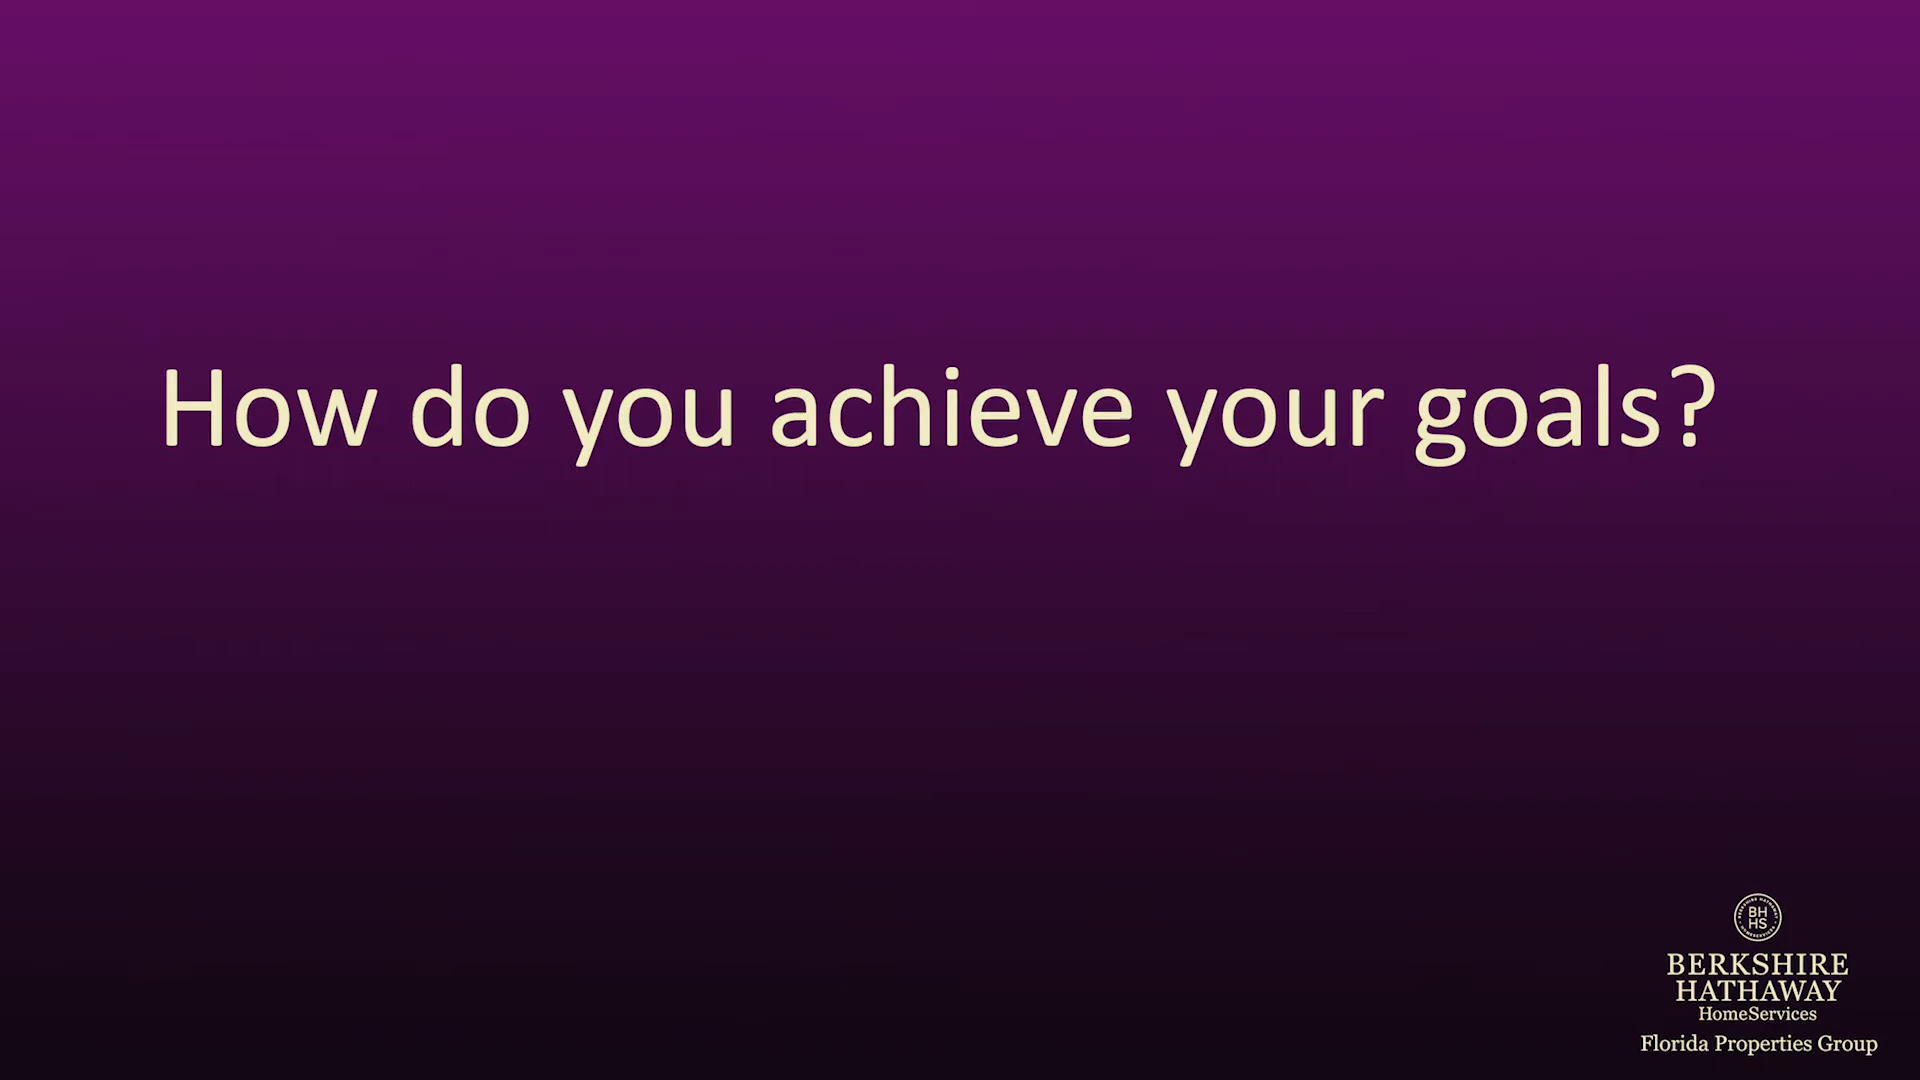 How do you achieve your goals?
BH
HS
BERKSHIRE
HATHAWAY
HomeServices
Florida Properties Group